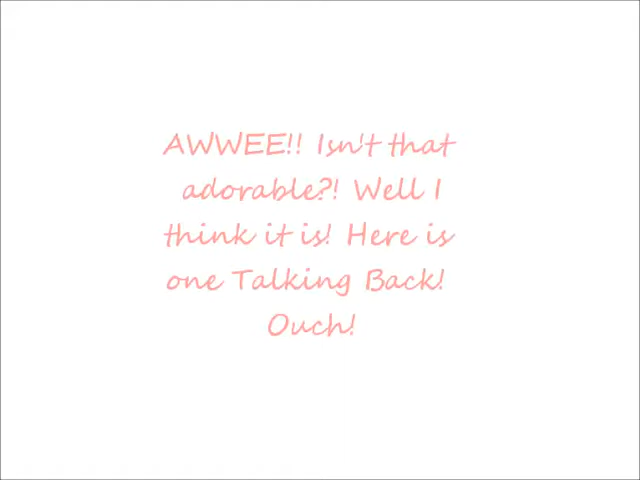 AWWEE!! Isn't that
adorable?! Well I
think it is! Here is
one Talking Back!
Ouch!